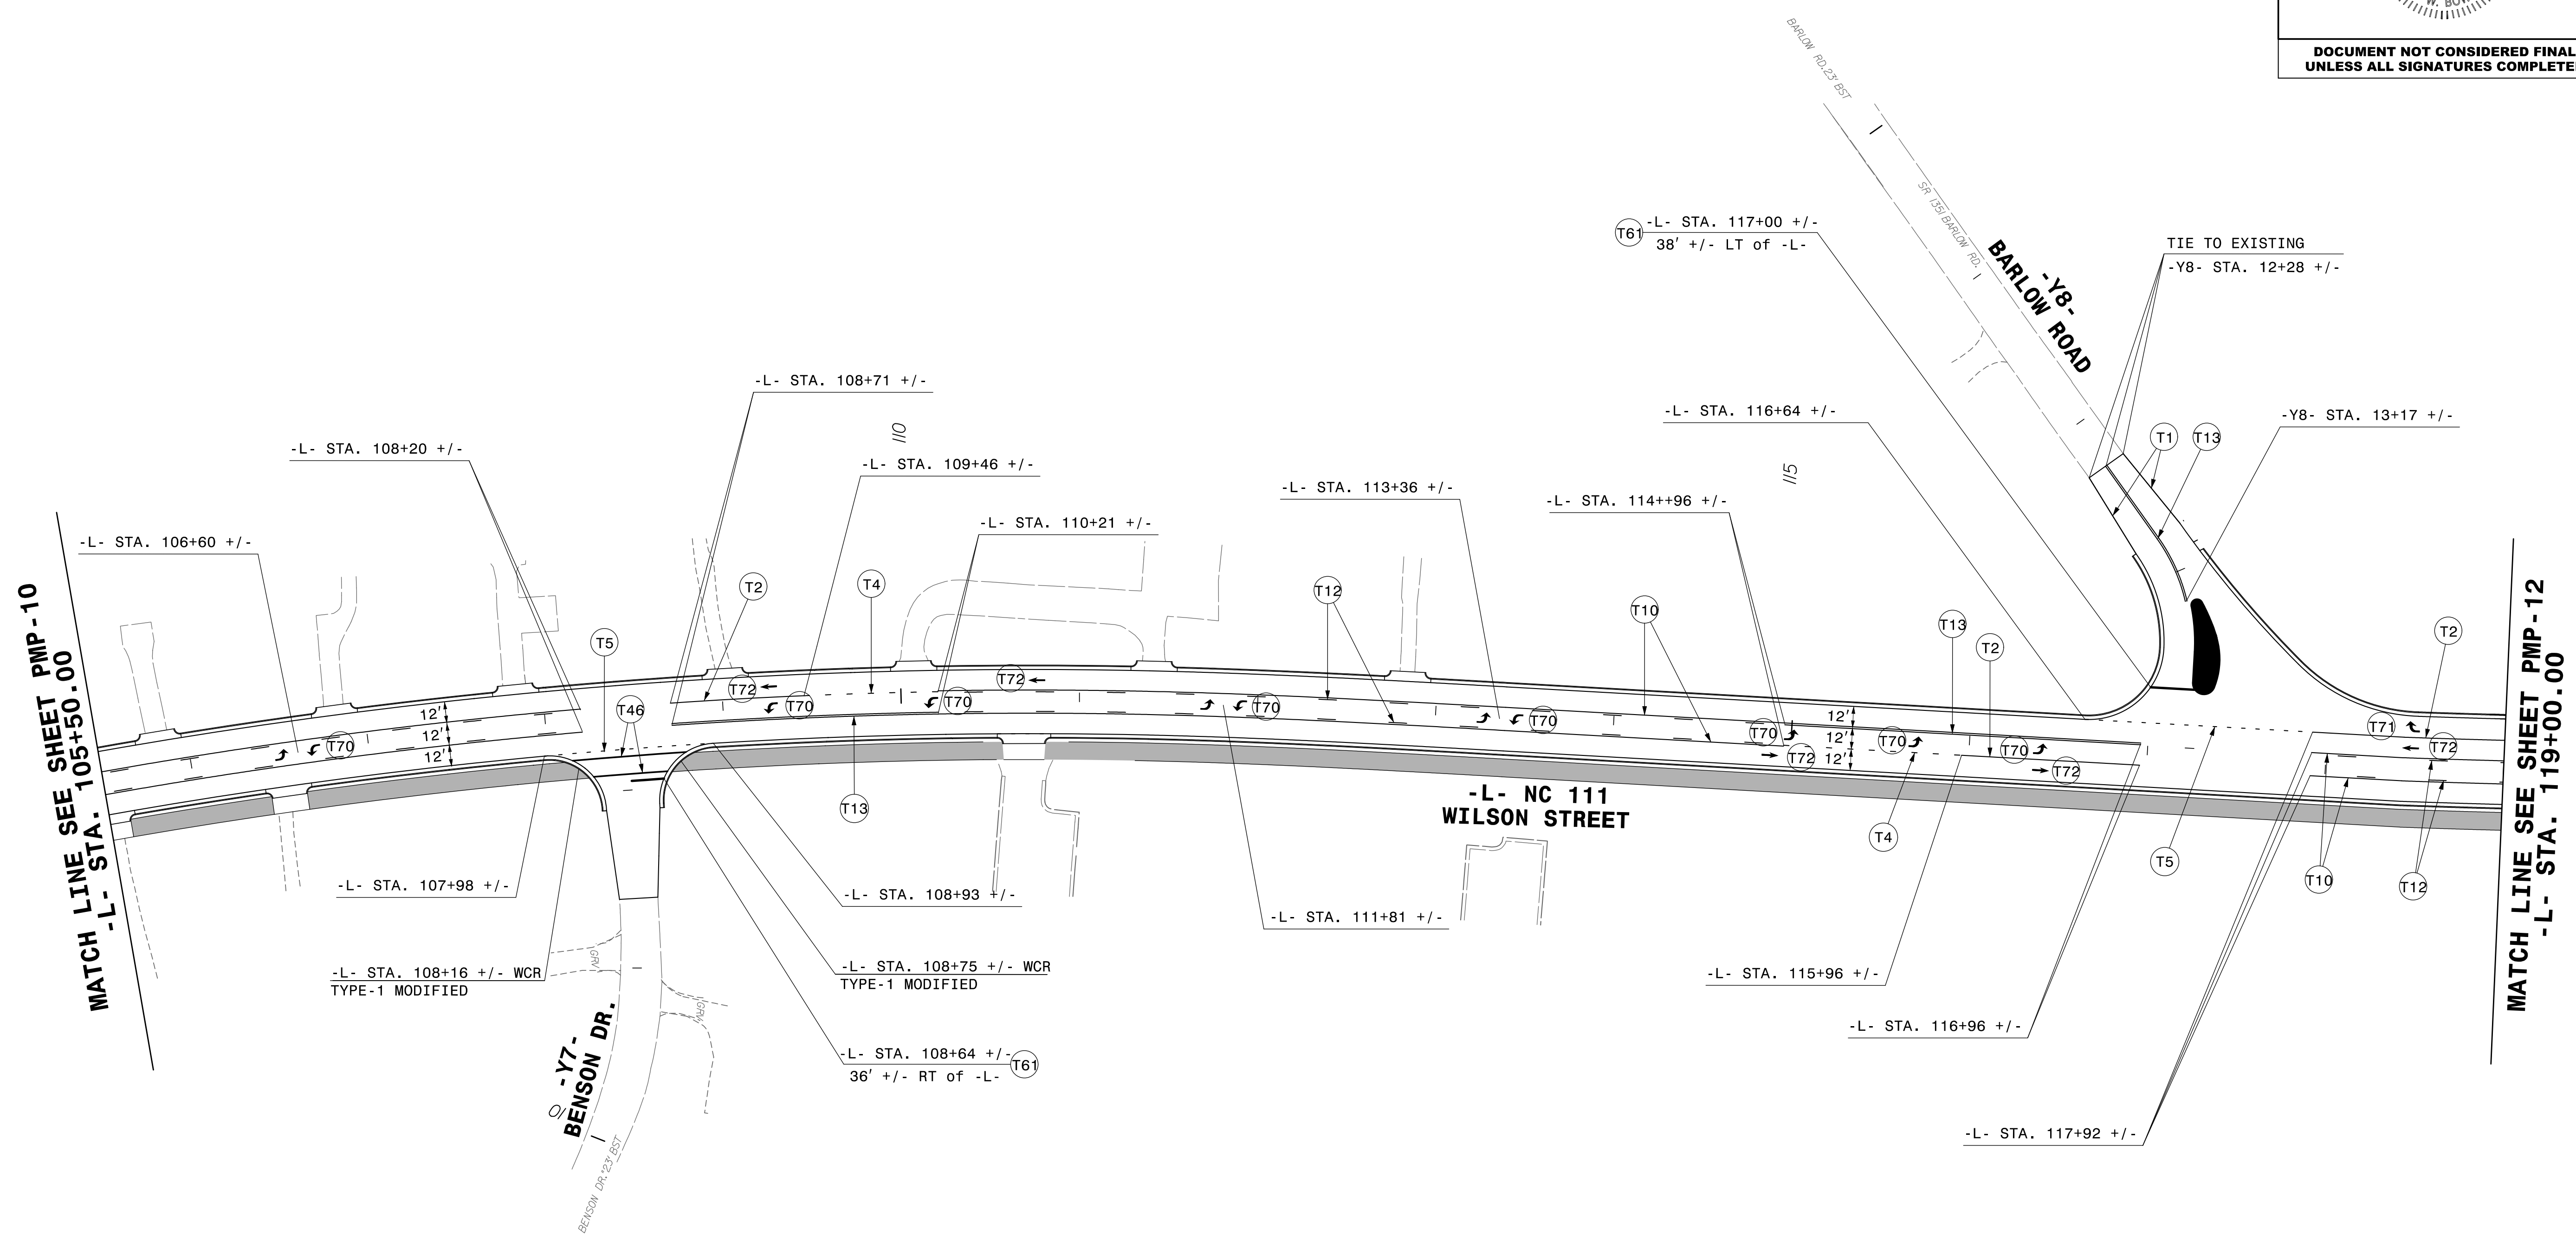 W. BOW
DOCUMENT NOT CONSIDERED FINAL
UNLESS ALL SIGNATURES COMPLETE
BARLOW RD. 23' BST
SR 1351 BARLOW RD.
-Y8-
BARLOW ROAD
T61
-L- STA. 117+00 +/-
38' +/- LT of -L-
TIE TO EXISTING
-Y8- STA. 12+28 +/-
-L- STA. 108+71 +/-
-L- STA. 116+64 +/-
-Y8- STA. 13+17 +/-
T1
T13
110
-L- STA. 108+20 +/-
-L- STA. 109+46 +/-
115
-L- STA. 113+36 +/-
-L- STA. 114++96 +/-
-L- STA. 110+21 +/-
-L- STA. 106+60 +/-
MATCH LINE SEE SHEET PMP-10
-L- STA. 105+50.00
T5
T2
T4
T12
T10
T13
T2
T2
MATCH LINE SEE SHEET PMP-12
-L- STA. 119+00.00
T46
T72
T70
T70
T72
T70
T70
T70
T72
T70
T70
T72
T71
T72
T70
12'
12'
12'
12'
12'
12'
T13
-L- NC 111
WILSON STREET
T4
T5
T10
T12
-L- STA. 107+98 +/-
-L- STA. 108+93 +/-
-L- STA. 111+81 +/-
-L- STA. 108+16 +/- WCR
TYPE-1 MODIFIED
GRV
GRV
-L- STA. 108+75 +/- WCR
TYPE-1 MODIFIED
-L- STA. 115+96 +/-
-L- STA. 116+96 +/-
-L- STA. 108+64 +/-
T61
36' +/- RT of -L-
-Y7-
BENSON DR.
10
BENSON DR. 23' BST
-L- STA. 117+92 +/-